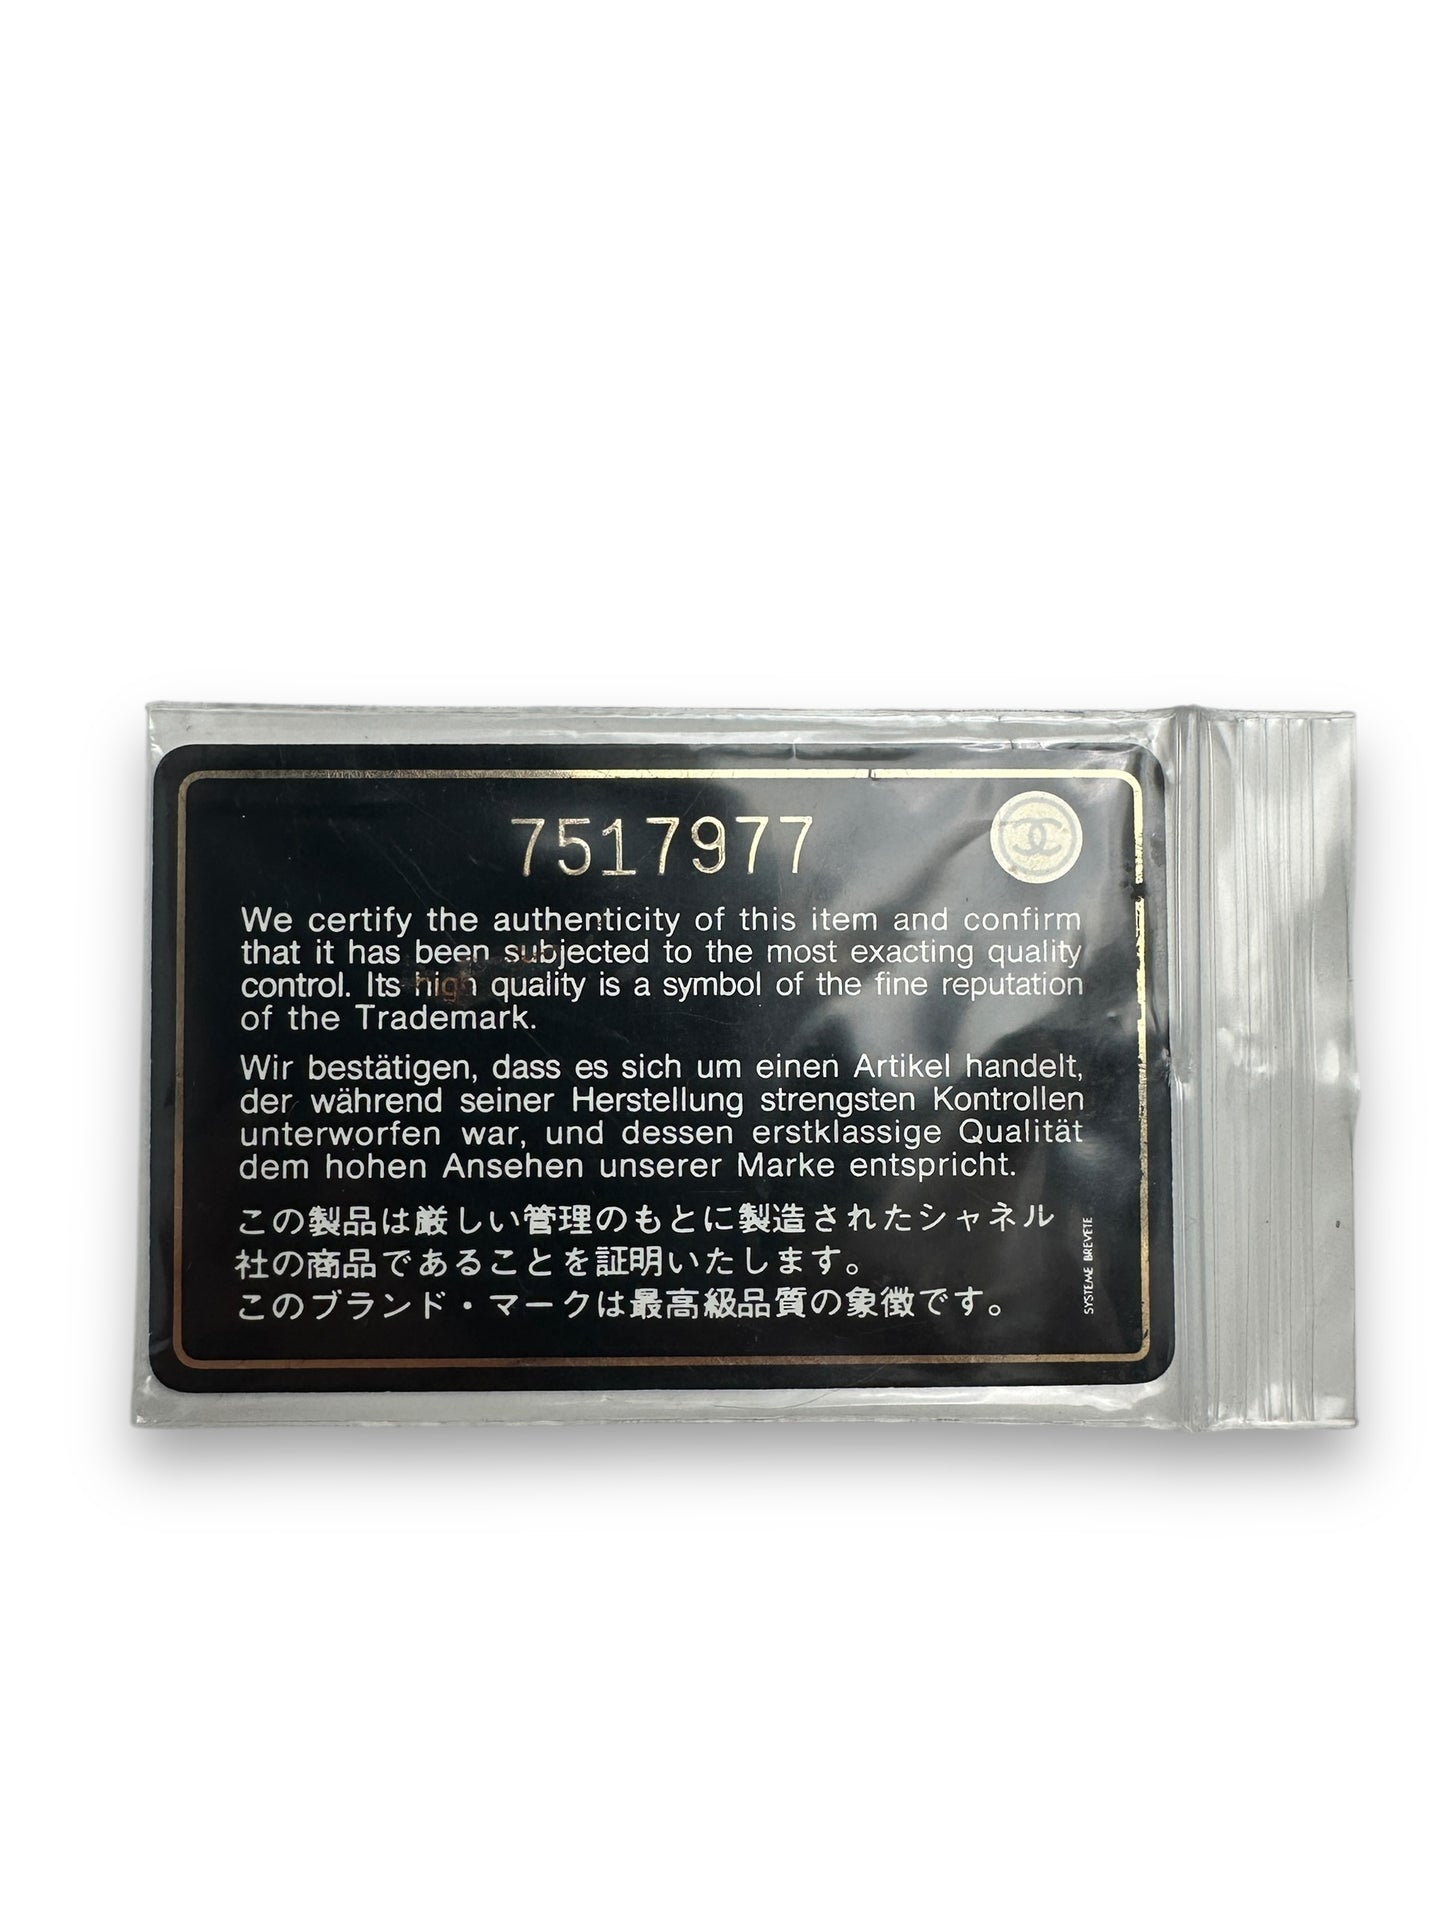 7517977
We certify the authenticity of this item and confirm
that it has been subjected to the most exacting quality
control. Its high quality is a symbol of the fine reputation
of the Trademark.
Wir bestätigen, dass es sich um einen Artikel handelt,
der während seiner Herstellung strengsten Kontrollen
unterworfen war, und dessen erstklassige Qualität
dem hohen Ansehen unserer Marke entspricht.
この製品は厳しい管理のもとに製造されたシャネル
社の商品であることを証明いたします。
このブランド・マークは最高級品質の象徴です。
SYSTEME BREVETE